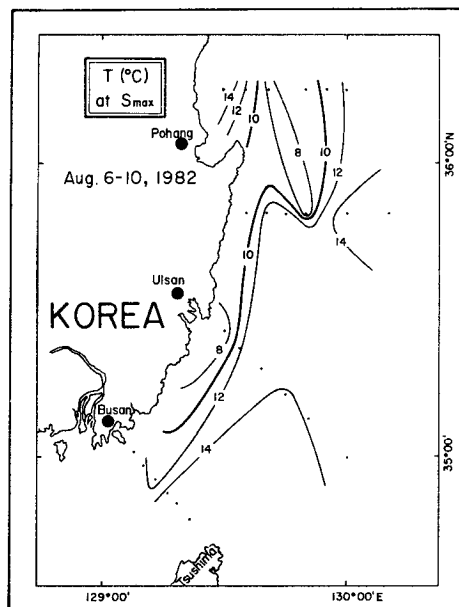 T (°C)
at Smax
Pohang
Aug. 6-10, 1982
Ulsan
KOREA
Busan
Tsushima
14
12
10
8
10
12
14
10
8
12
14
36°00'N
35°00'
129°00'
130°00'E